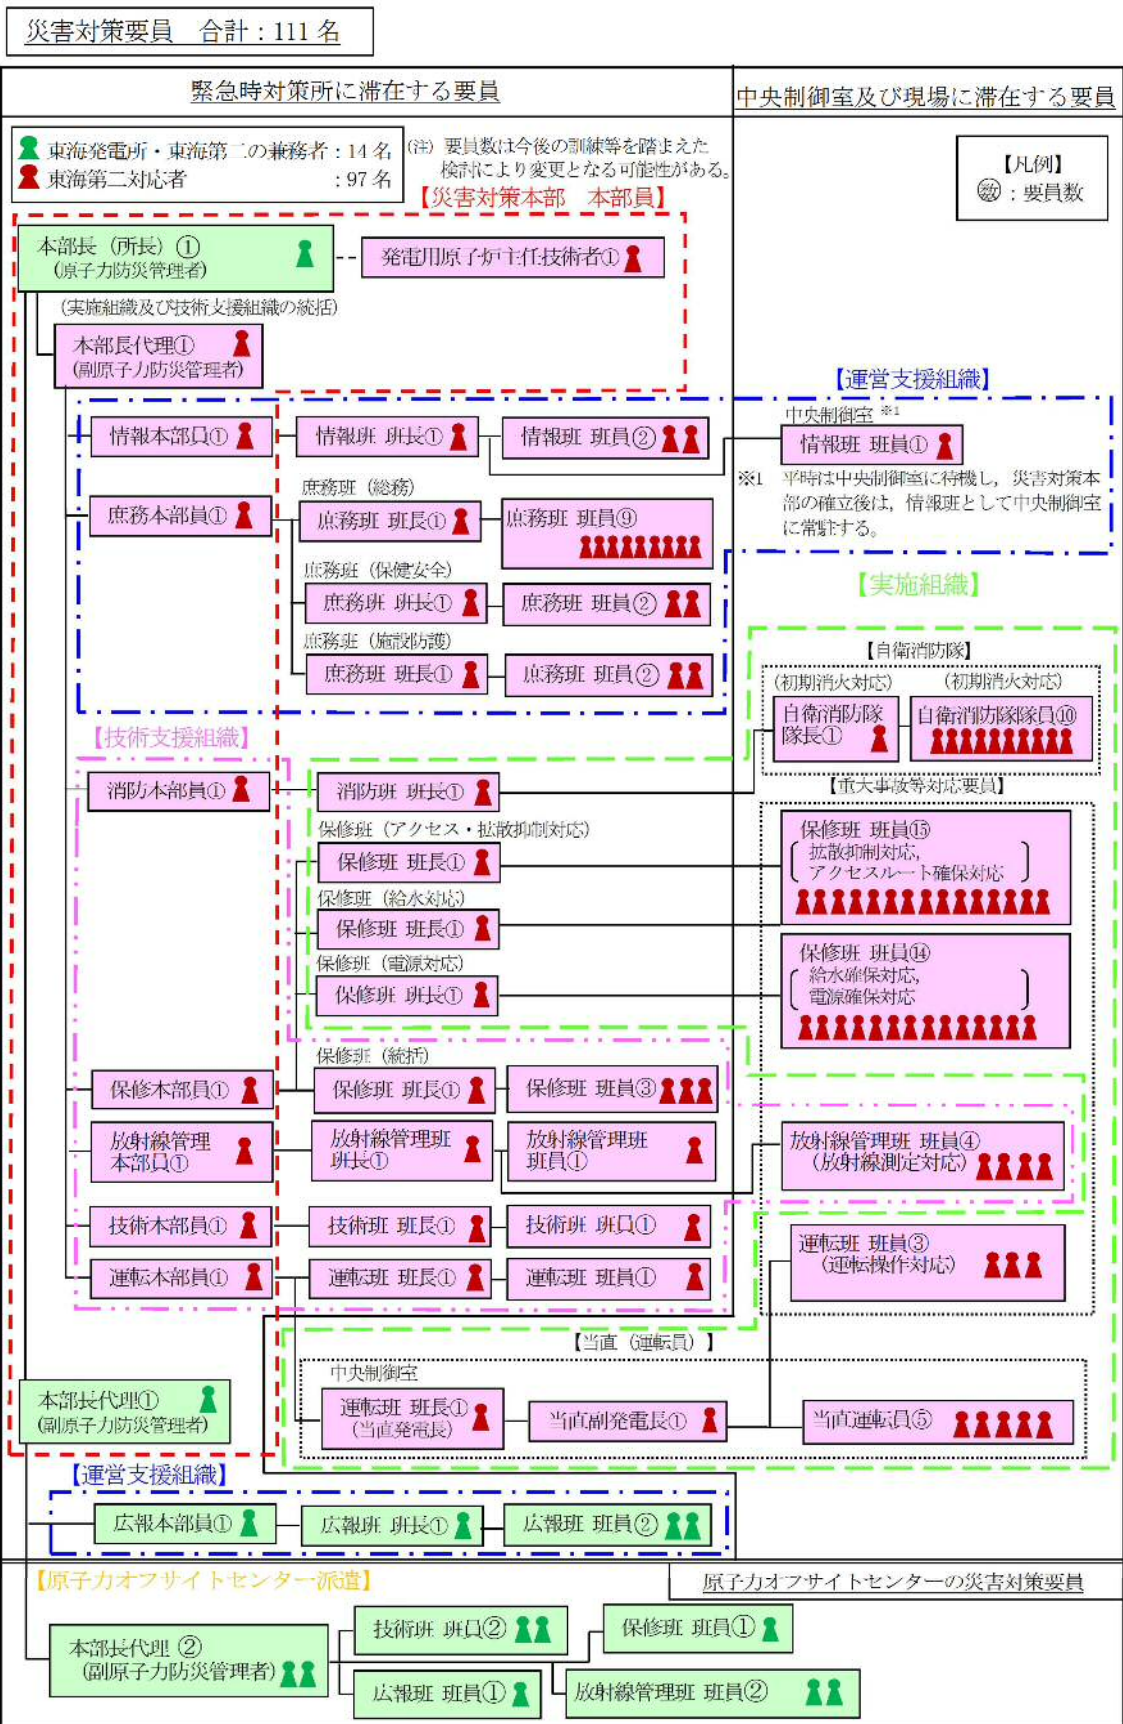 災害対策要員 合計：111 名
緊急時対策所に滞在する要員
中央制御室及び現場に滞在する要員
東海発電所・東海第二の兼務者：14 名
東海第二対応者 ：97 名
(注) 要員数は今後の訓練等を踏まえた
検討により変更となる可能性がある。
【凡例】
㊝：要員数
【災害対策本部 本部員】
本部長（所長）①
(原子力防災管理者)
発電用原子炉主任技術者①
(実施組織及び技術支援組織の統括)
本部長代理①
(副原子力防災管理者)
【運営支援組織】
情報本部員①
情報班 班長①
情報班 班員②
中央制御室 ※1
情報班 班員①
※1 平時は中央制御室に待機し，災害対策本
部の確立後は，情報班として中央制御室
に常駐する。
庶務本部員①
庶務班（総務）
庶務班 班長①
庶務班 班員⑨
庶務班（保健安全）
庶務班 班長①
庶務班 班員②
庶務班（施設防護）
庶務班 班長①
庶務班 班員②
【実施組織】
【自衛消防隊】
(初期消火対応)
(初期消火対応)
自衛消防隊
隊長①
自衛消防隊隊員⑩
【技術支援組織】
消防本部員①
消防班 班長①
【重大事故等対応要員】
保修班（アクセス・拡散抑制対応）
保修班 班長①
保修班 班員⑮
拡散抑制対応，
アクセスルート確保対応
保修班（給水対応）
保修班 班長①
保修班（電源対応）
保修班 班長①
保修班 班員⑭
給水確保対応，
電源確保対応
保修班（統括）
保修本部員①
保修班 班長①
保修班 班員③
放射線管理
本部員①
放射線管理班
班長①
放射線管理班
班員①
放射線管理班 班員④
(放射線測定対応)
技術本部員①
技術班 班長①
技術班 班員①
運転本部員①
運転班 班長①
運転班 班員①
運転班 班員③
(運転操作対応)
【当直（運転員）】
中央制御室
本部長代理①
(副原子力防災管理者)
運転班 班長①
(当直発電長)
当直副発電長①
当直運転員⑤
【運営支援組織】
広報本部員①
広報班 班長①
広報班 班員②
【原子力オフサイトセンター派遣】
原子力オフサイトセンターの災害対策要員
本部長代理 ②
(副原子力防災管理者)
技術班 班員②
保修班 班員①
広報班 班員①
放射線管理班 班員②